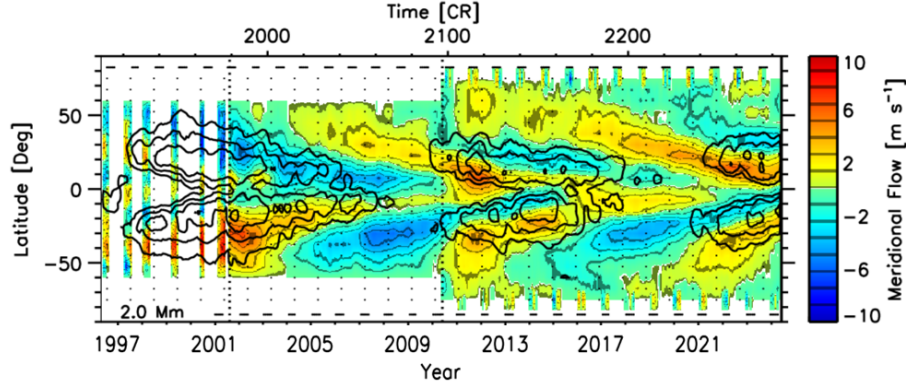 Time [CR]
2000 2100 2200
50
0
−50
Latitude [Deg]
2.0 Mm
1997 2001 2005 2009 2013 2017 2021
Year
10
6
2
−2
−6
−10
Meridional Flow [m s⁻¹]